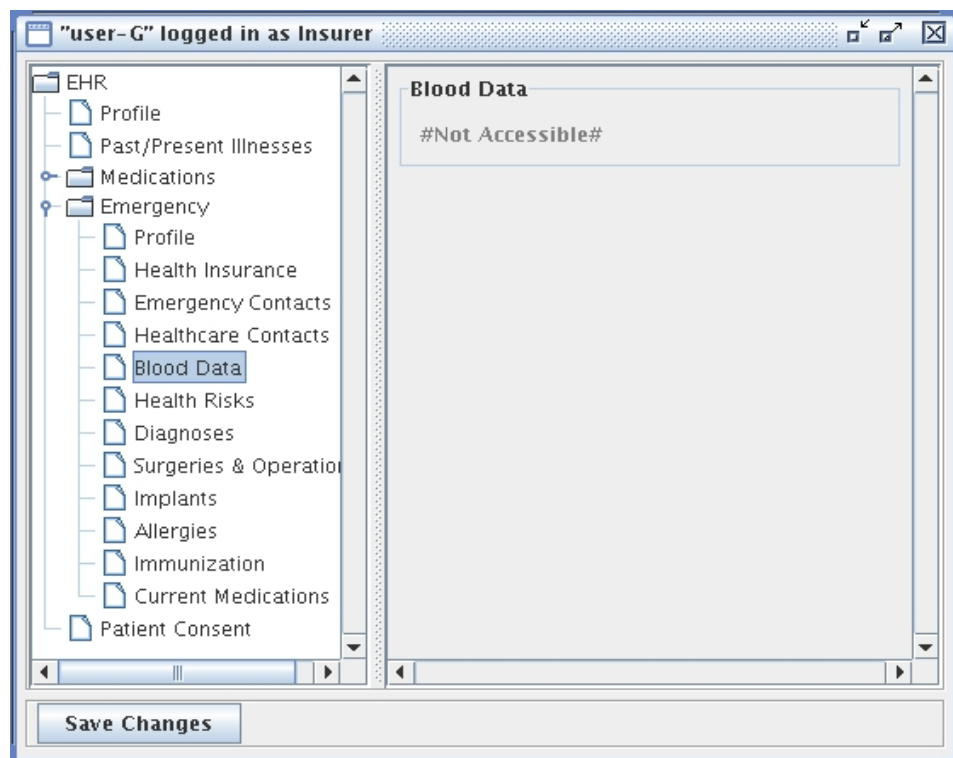 "user-G" logged in as Insurer
EHR
Profile
Past/Present Illnesses
Medications
Emergency
Profile
Health Insurance
Emergency Contacts
Healthcare Contacts
Blood Data
Health Risks
Diagnoses
Surgeries & Operation
Implants
Allergies
Immunization
Current Medications
Patient Consent
Blood Data
#Not Accessible#
Save Changes